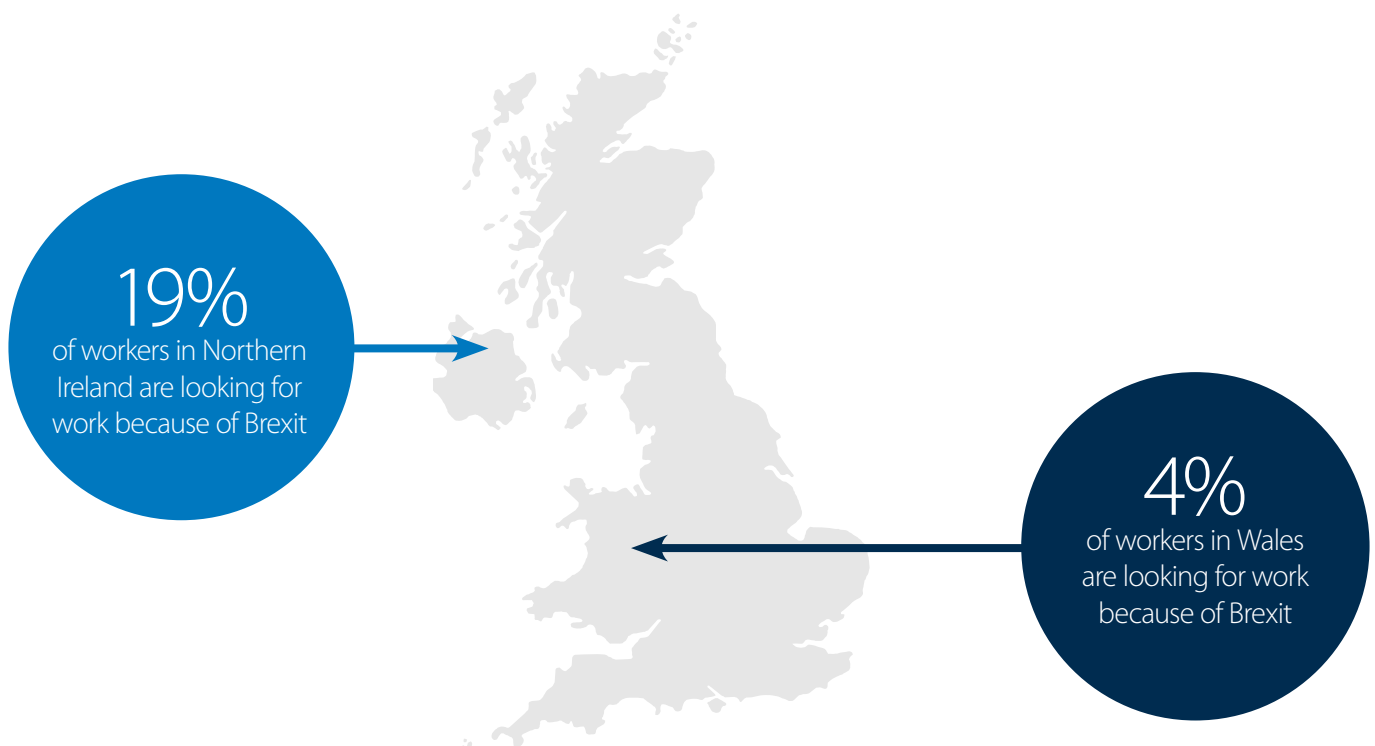 19%
of workers in Northern
Ireland are looking for
work because of Brexit
4%
of workers in Wales
are looking for work
because of Brexit